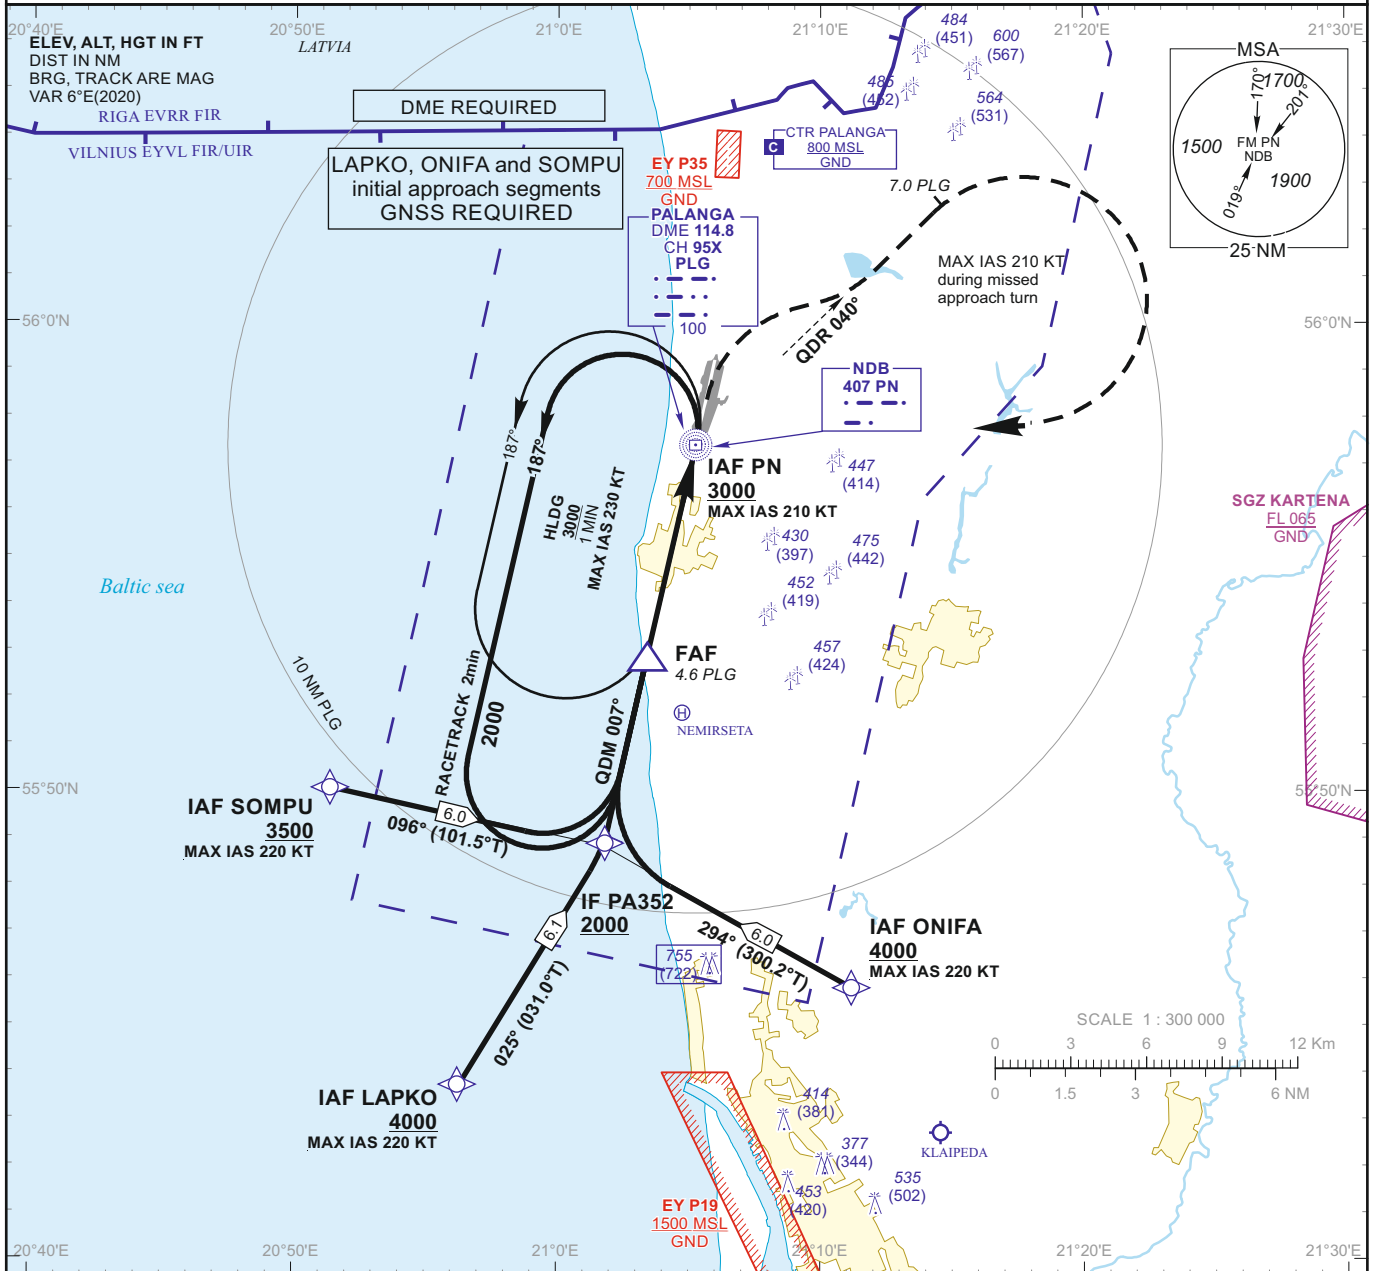 20°40'E
20°50'E
21°0'E
21°10'E
21°20'E
21°30'E
ELEV, ALT, HGT IN FT
DIST IN NM
BRG, TRACK ARE MAG
VAR 6°E(2020)
LATVIA
RIGA EVRR FIR
VILNIUS EYVL FIR/UIR
DME REQUIRED
LAPKO, ONIFA and SOMPU
initial approach segments
GNSS REQUIRED
EY P35
700 MSL
GND
C
CTR PALANGA
800 MSL
GND
484
(451)
600
(567)
485
(452)
564
(531)
MSA
170°
1700
201°
1500
FM PN
NDB
1900
019°
25 NM
PALANGA
DME 114.8
CH 95X
PLG
100
7.0 PLG
MAX IAS 210 KT
during missed
approach turn
QDR 040°
56°0'N
56°0'N
NDB
407 PN
187°
187°
HLDG
3000
1 MIN
MAX IAS 230 KT
IAF PN
3000
MAX IAS 210 KT
447
(414)
430
(397)
475
(442)
452
(419)
457
(424)
SGZ KARTENA
FL 065
GND
Baltic sea
FAF
4.6 PLG
H
NEMIRSETA
10 NM PLG
RACETRACK 2min
2000
QDM 007°
55°50'N
55°50'N
IAF SOMPU
3500
MAX IAS 220 KT
6.0
096° (101.5°T)
IF PA352
2000
6.1
025° (031.0°T)
6.0
294° (300.2°T)
IAF ONIFA
4000
MAX IAS 220 KT
755
(722)
IAF LAPKO
4000
MAX IAS 220 KT
SCALE 1 : 300 000
0
3
6
9
12 Km
0
1.5
3
6 NM
414
(381)
377
(344)
453
(420)
535
(502)
KLAIPEDA
EY P19
1500 MSL
GND
20°40'E
20°50'E
21°0'E
21°10'E
21°20'E
21°30'E